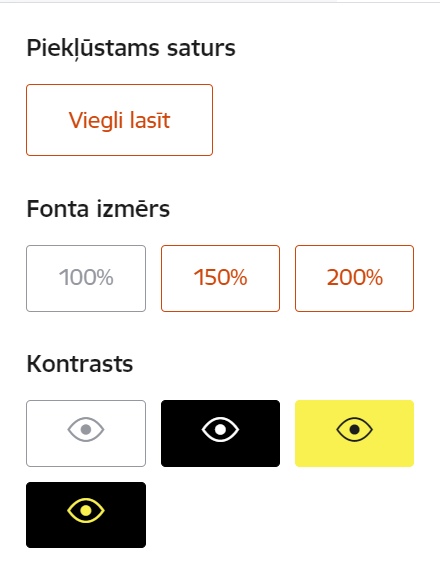 Piekļūstams saturs
Viegli lasīt
Fonta izmērs
100% 150% 200%
Kontrasts